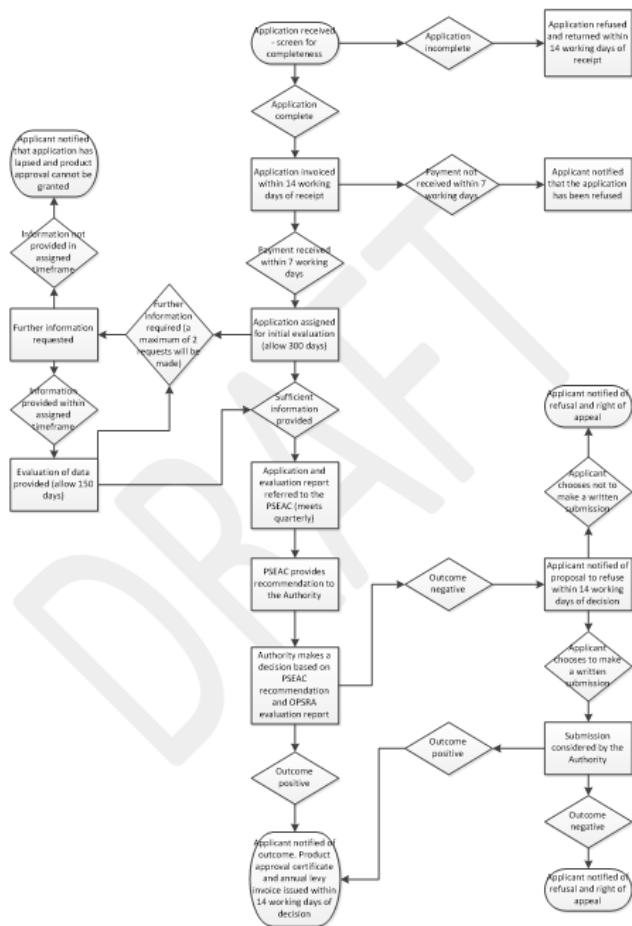 Application received
- screen for
completeness
Application
incomplete
Application refused
and returned within
14 working days of
receipt
Application
complete
Applicant notified
that application has
lapsed and product
approval cannot be
granted
Application invoiced
within 14 working
days of receipt
Payment not
received within 7
working days
Applicant notified
that the application
has been refused
Information not
provided in
assigned
timeframe
Payment received
within 7 working
days
Further information
requested
Further
information
required (a
maximum of 2
requests will be
made)
Application assigned
for initial evaluation
(allow 300 days)
Information
provided within
assigned
timeframe
Sufficient
information
provided
Applicant notified of
refusal and right of
appeal
Evaluation of data
provided (allow 150
days)
Application and
evaluation report
referred to the
PSEAC (meets
quarterly)
Applicant
chooses not to
make a written
submission
PSEAC provides
recommendation to
the Authority
Outcome
negative
Applicant notified of
proposal to refuse
within 14 working
days of decision
Authority makes a
decision based on
PSEAC
recommendation
and OPSRA
evaluation report
Applicant
chooses to make
a written
submission
Outcome
positive
Outcome
positive
Submission
considered by the
Authority
Outcome
negative
Applicant notified of
outcome. Product
approval certificate
and annual levy
invoice issued within
14 working days of
decision
Applicant notified of
refusal and right of
appeal
DRAFT